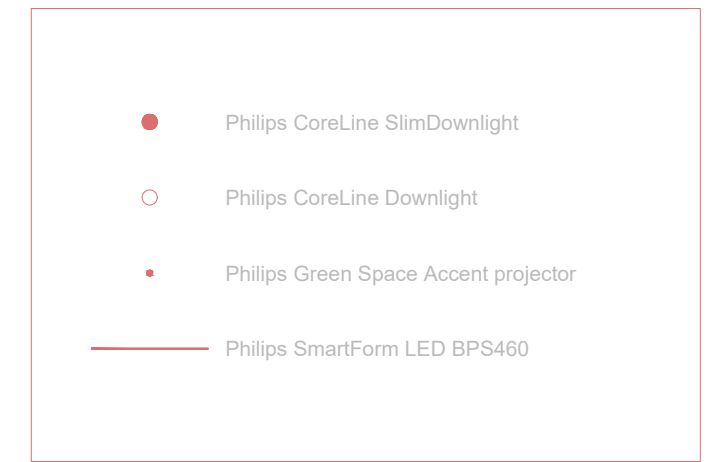 Philips CoreLine SlimDownlight
Philips CoreLine Downlight
Philips Green Space Accent projector
Philips SmartForm LED BPS460